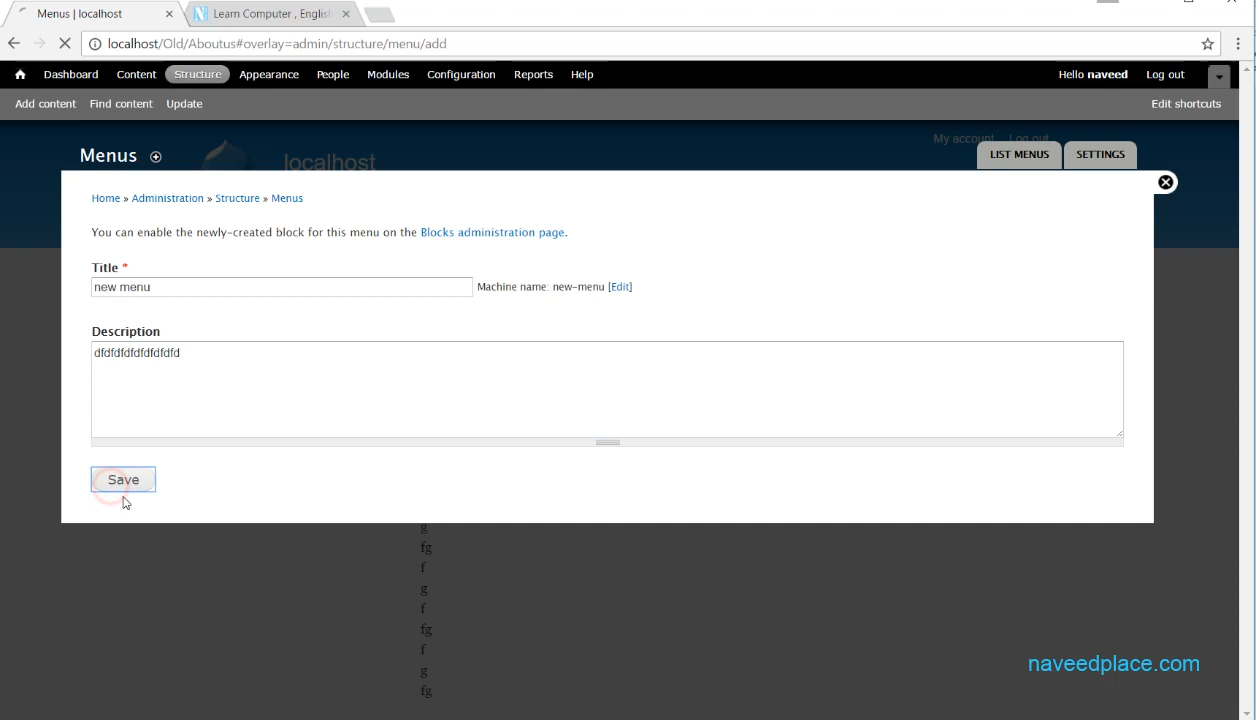 Menus | localhost
Learn Computer , English
localhost/Old/Aboutus#overlay=admin/structure/menu/add
Dashboard Content Structure Appearance People Modules Configuration Reports Help Hello naveed Log out
Add content Find content Update Edit shortcuts
My account Log out
Menus localhost LIST MENUS SETTINGS
Home » Administration » Structure » Menus
You can enable the newly-created block for this menu on the Blocks administration page.
Title *
new menu Machine name: new-menu [Edit]
Description
dfdfdfdfdfdfdfdfd
Save
g
fg
f
g
f
fg
f
g
fg
naveedplace.com